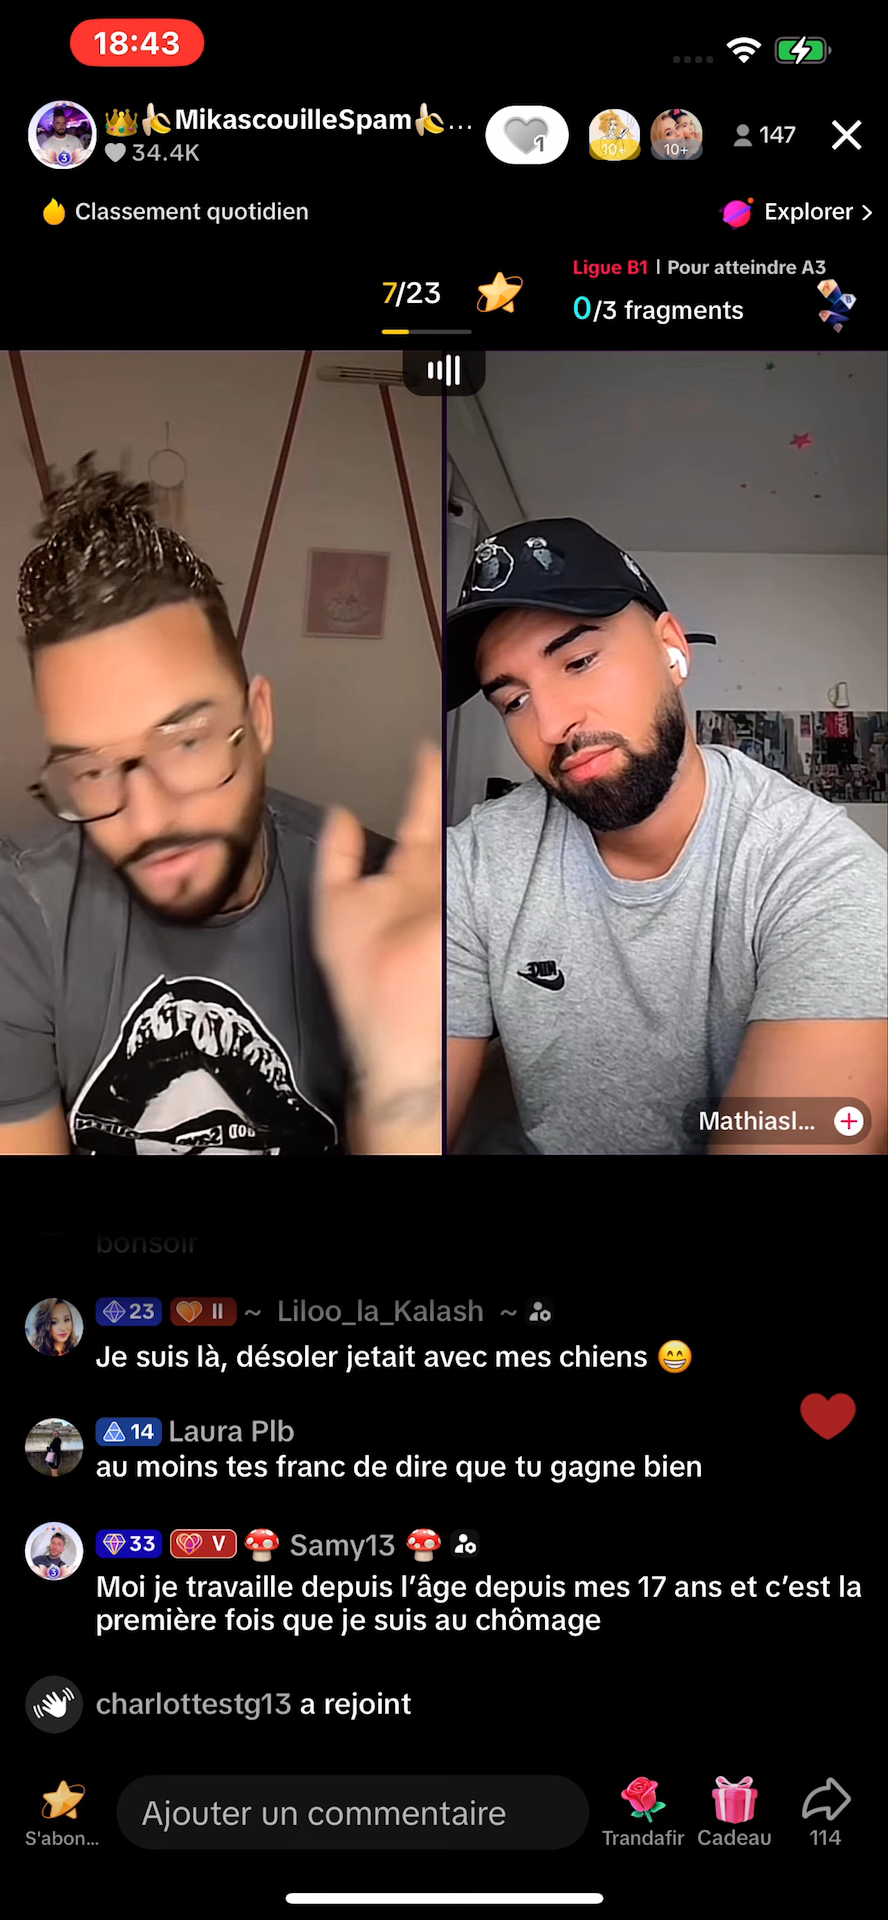 18:43
👑🍌MikascouilleSpam🍌...
34.4K
1
10+
10+
147
Classement quotidien
Explorer >
7/23
Ligue B1 | Pour atteindre A3
0/3 fragments
Mathiasl...
bonsoir
23 II ~ Liloo_la_Kalash ~
Je suis là, désoler jetait avec mes chiens 😁
14 Laura Plb
au moins tes franc de dire que tu gagne bien
33 V 🍄 Samy13 🍄
Moi je travaille depuis l’âge depuis mes 17 ans et c’est la
première fois que je suis au chômage
charlottestg13 a rejoint
Ajouter un commentaire
S'abon...
Trandafir
Cadeau
114